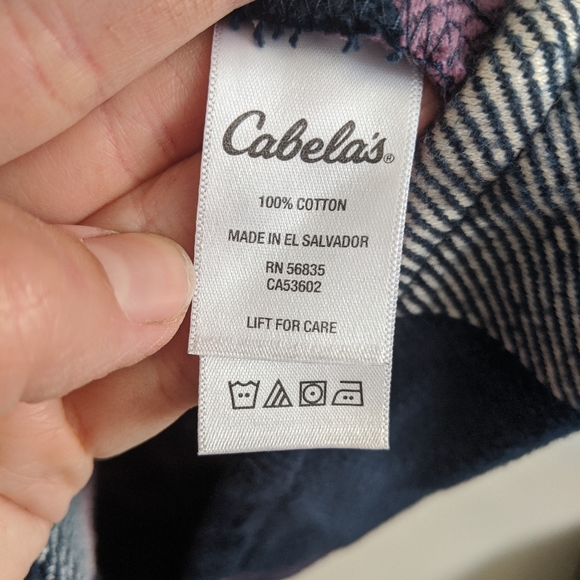 Cabela's®
100% COTTON
MADE IN EL SALVADOR
RN 56835
CA53602
LIFT FOR CARE